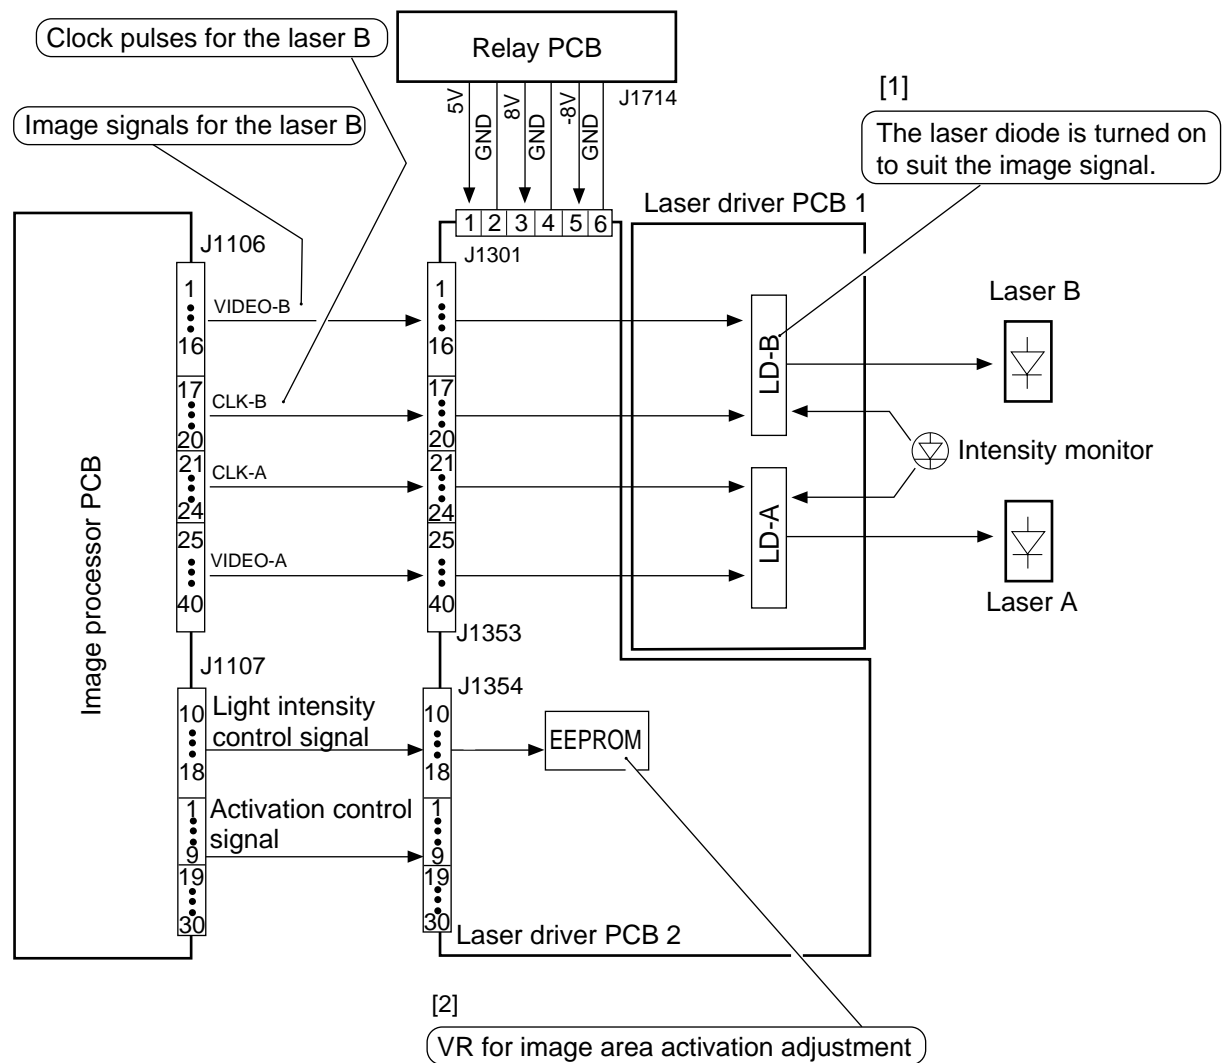 Clock pulses for the laser B
Relay PCB
J1714
5V
GND
8V
GND
-8V
GND
[1]
Image signals for the laser B
The laser diode is turned on
to suit the image signal.
Laser driver PCB 1
1 2 3 4 5 6
J1106
J1301
1
16
17
20
21
24
25
40
VIDEO-B
CLK-B
CLK-A
VIDEO-A
1
16
17
20
21
24
25
40
LD-B
LD-A
Laser B
Intensity monitor
Laser A
Image processor PCB
J1353
J1107
J1354
10
18
1
9
19
30
Light intensity
control signal
Activation control
signal
10
18
1
9
19
30
EEPROM
Laser driver PCB 2
[2]
VR for image area activation adjustment